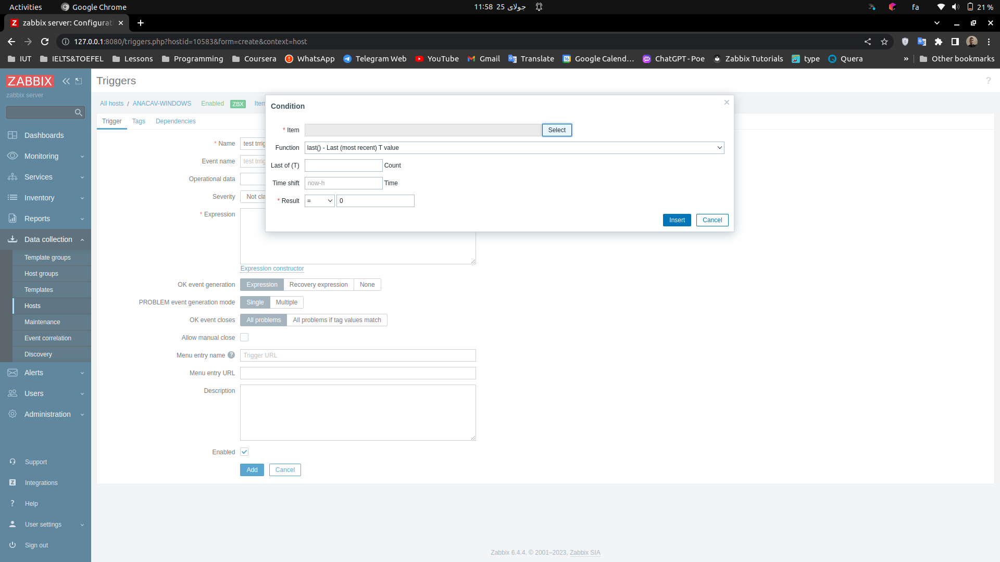 Activities
Google Chrome
11:58 25 جولای
fa
21 %
zabbix server: Configurat
127.0.0.1:8080/triggers.php?hostid=10583&form=create&context=host
IUT
IELTS&TOEFEL
Lessons
Programming
Coursera
WhatsApp
Telegram Web
YouTube
Gmail
Translate
Google Calend…
ChatGPT - Poe
Zabbix Tutorials
type
Quera
»
Other bookmarks
ZABBIX
zabbix server
Dashboards
Monitoring
Services
Inventory
Reports
Data collection
Template groups
Host groups
Templates
Hosts
Maintenance
Event correlation
Discovery
Alerts
Users
Administration
Support
Integrations
Help
User settings
Sign out
Triggers
?
All hosts / ANACAV-WINDOWS Enabled ZBX Item
Trigger Tags Dependencies
* Name test trrig
Event name test trrig
Operational data
Severity Not cla
* Expression
Expression constructor
OK event generation Expression Recovery expression None
PROBLEM event generation mode Single Multiple
OK event closes All problems All problems if tag values match
Allow manual close
Menu entry name ? Trigger URL
Menu entry URL
Description
Enabled
Add Cancel
Condition
* Item Select
Function last() - Last (most recent) T value
Last of (T) Count
Time shift now-h Time
* Result = 0
Insert Cancel
Zabbix 6.4.4. © 2001–2023, Zabbix SIA